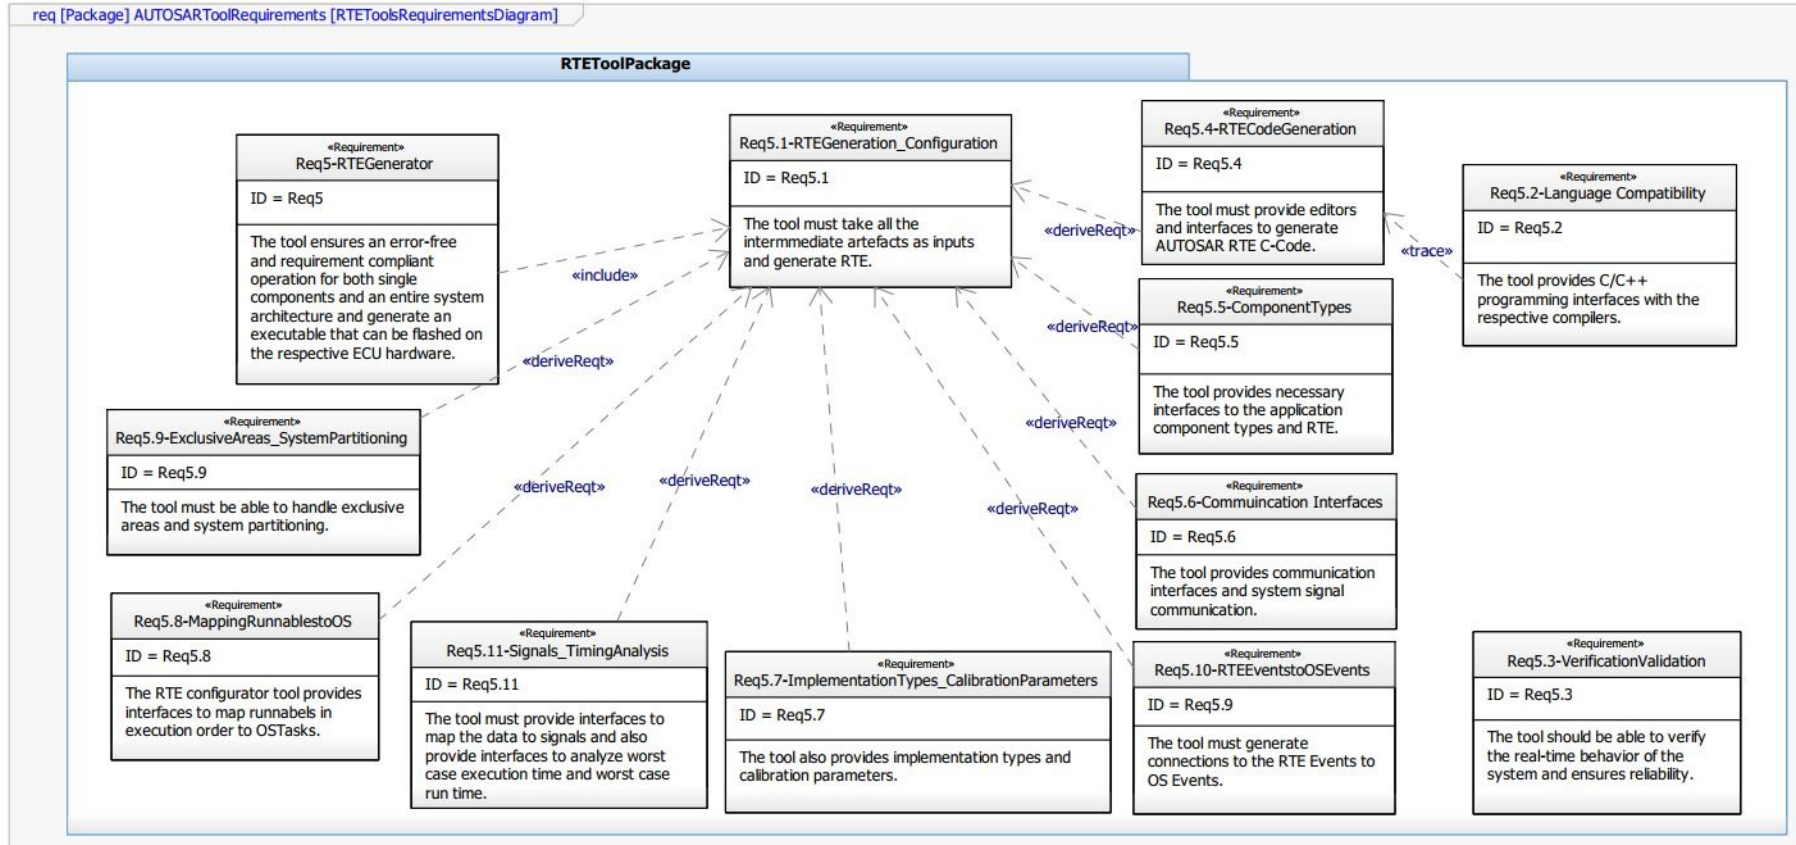 req [Package] AUTOSARToolRequirements [RTEToolsRequirementsDiagram]
RTEToolPackage
«Requirement»
Req5-RTEGenerator
ID = Req5
The tool ensures an error-free
and requirement compliant
operation for both single
components and an entire system
architecture and generate an
executable that can be flashed on
the respective ECU hardware.
«include»
«Requirement»
Req5.1-RTEGeneration_Configuration
ID = Req5.1
The tool must take all the
intermmediate artefacts as inputs
and generate RTE.
«deriveReqt»
«Requirement»
Req5.4-RTECodeGeneration
ID = Req5.4
The tool must provide editors
and interfaces to generate
AUTOSAR RTE C-Code.
«trace»
«Requirement»
Req5.2-Language Compatibility
ID = Req5.2
The tool provides C/C++
programming interfaces with the
respective compilers.
«deriveReqt»
«Requirement»
Req5.5-ComponentTypes
ID = Req5.5
The tool provides necessary
interfaces to the application
component types and RTE.
«deriveReqt»
«Requirement»
Req5.9-ExclusiveAreas_SystemPartitioning
ID = Req5.9
The tool must be able to handle exclusive
areas and system partitioning.
«deriveReqt»
«deriveReqt»
«deriveReqt»
«deriveReqt»
«deriveReqt»
«Requirement»
Req5.6-Commuincation Interfaces
ID = Req5.6
The tool provides communication
interfaces and system signal
communication.
«Requirement»
Req5.8-MappingRunnablestoOS
ID = Req5.8
The RTE configurator tool provides
interfaces to map runnabels in
execution order to OSTasks.
«Requirement»
Req5.11-Signals_TimingAnalysis
ID = Req5.11
The tool must provide interfaces to
map the data to signals and also
provide interfaces to analyze worst
case execution time and worst case
run time.
«Requirement»
Req5.7-ImplementationTypes_CalibrationParameters
ID = Req5.7
The tool also provides implementation types and
calibration parameters.
«Requirement»
Req5.10-RTEEventstoOSEvents
ID = Req5.9
The tool must generate
connections to the RTE Events to
OS Events.
«Requirement»
Req5.3-VerificationValidation
ID = Req5.3
The tool should be able to verify
the real-time behavior of the
system and ensures reliability.